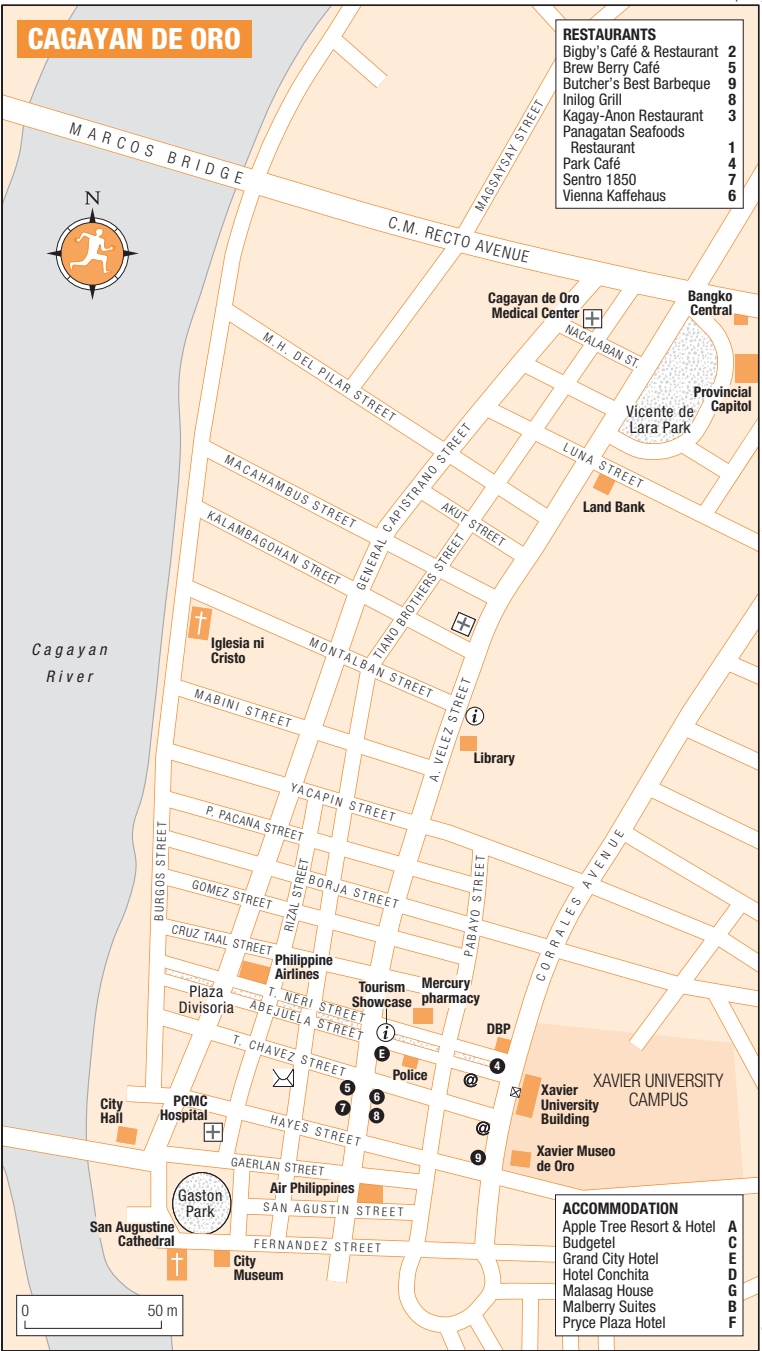 CAGAYAN DE ORO
RESTAURANTS
Bigby's Café & Restaurant 2
Brew Berry Café 5
Butcher's Best Barbeque 9
Inilog Grill 8
Kagay-Anon Restaurant 3
Panagatan Seafoods
Restaurant 1
Park Café 4
Sentro 1850 7
Vienna Kaffehaus 6
MARCOS BRIDGE
MAGSAYSAY STREET
N
C.M. RECTO AVENUE
Cagayan de Oro
Medical Center
Bangko
Central
NACALABAN ST.
M.H. DEL PILAR STREET
Provincial
Capitol
Vicente de
Lara Park
LUNA STREET
GENERAL CAPISTRANO STREET
MACAHAMBUS STREET
Land Bank
AKUT STREET
KALAMBAGOHAN STREET
TIANO BROTHERS STREET
Iglesia ni
Cristo
Cagayan
River
MONTALBAN STREET
MABINI STREET
A. VELEZ STREET
i
Library
YACAPIN STREET
P. PACANA STREET
BURGOS STREET
RIZAL STREET
BORJA STREET
PABAYO STREET
CORRALES AVENUE
GOMEZ STREET
CRUZ TAAL STREET
Philippine
Airlines
Plaza
Divisoria
T. NERI STREET
ABEJUELA STREET
Tourism
Showcase
Mercury
pharmacy
i
DBP
T. CHAVEZ STREET
E
Police
4
@
XAVIER UNIVERSITY
CAMPUS
5
6
7
8
Xavier
University
Building
City
Hall
PCMC
Hospital
HAYES STREET
@
9
Xavier Museo
de Oro
GAERLAN STREET
Gaston
Park
Air Philippines
SAN AGUSTIN STREET
San Augustine
Cathedral
FERNANDEZ STREET
City
Museum
ACCOMMODATION
Apple Tree Resort & Hotel A
Budgetel C
Grand City Hotel E
Hotel Conchita D
Malasag House G
Malberry Suites B
Pryce Plaza Hotel F
0 50 m